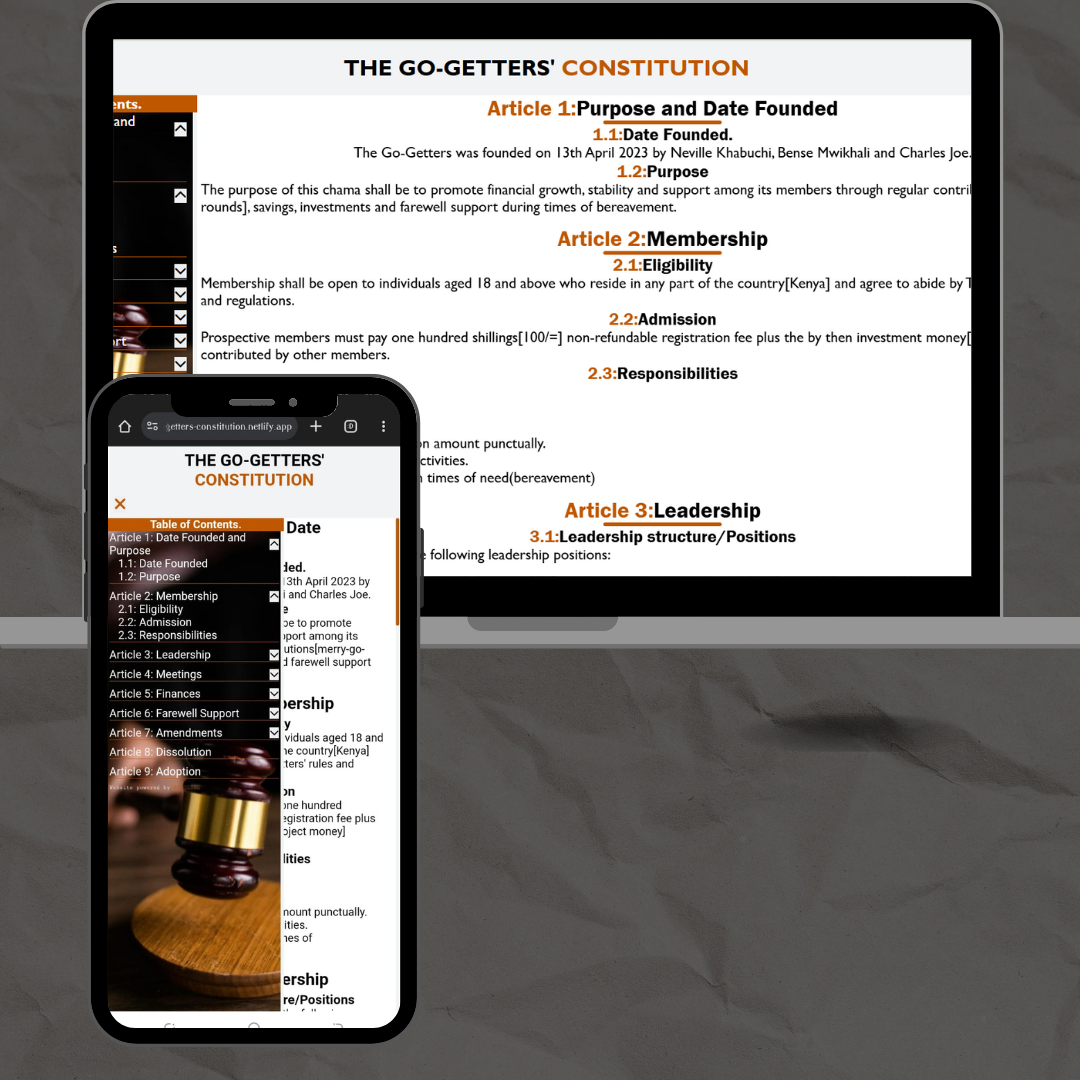 THE GO-GETTERS' CONSTITUTION
ents.
and
s
ort
Article 1:Purpose and Date Founded
1.1:Date Founded.
The Go-Getters was founded on 13th April 2023 by Neville Khabuchi, Bense Mwikhali and Charles Joe.
1.2:Purpose
The purpose of this chama shall be to promote financial growth, stability and support among its members through regular contril
rounds], savings, investments and farewell support during times of bereavement.
Article 2:Membership
2.1:Eligibility
Membership shall be open to individuals aged 18 and above who reside in any part of the country[Kenya] and agree to abide by T
and regulations.
2.2:Admission
Prospective members must pay one hundred shillings[100/=] non-refundable registration fee plus the by then investment money[
contributed by other members.
2.3:Responsibilities
n amount punctually.
ctivities.
n times of need(bereavement)
Article 3:Leadership
3.1:Leadership structure/Positions
e following leadership positions:
getters-constitution.netlify.app
THE GO-GETTERS'
CONSTITUTION
Table of Contents.
Article 1: Date Founded and
Purpose
1.1: Date Founded
1.2: Purpose
Article 2: Membership
2.1: Eligibility
2.2: Admission
2.3: Responsibilities
Article 3: Leadership
Article 4: Meetings
Article 5: Finances
Article 6: Farewell Support
Article 7: Amendments
Article 8: Dissolution
Article 9: Adoption
Website powered by
Date
ded.
13th April 2023 by
i and Charles Joe.
e
be to promote
pport among its
utions[merry-go-
d farewell support
bership
y
viduals aged 18 and
he country[Kenya]
tters' rules and
on
one hundred
egistration fee plus
oject money]
lities
mount punctually.
ities.
nes of
ership
re/Positions